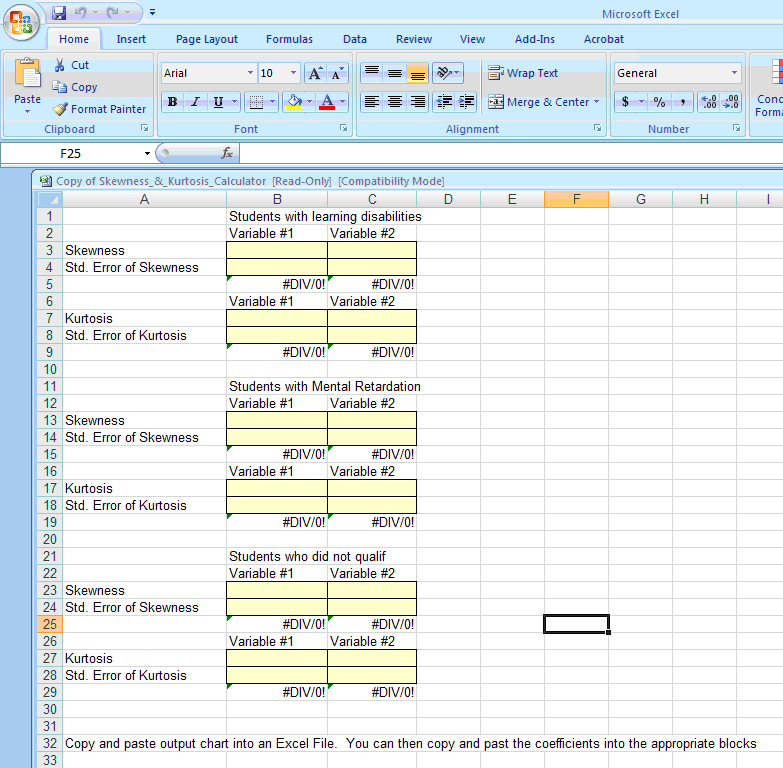 Microsoft Excel
Home Insert Page Layout Formulas Data Review View Add-Ins Acrobat
Paste
Cut
Copy
Format Painter
Clipboard
Arial 10 A A
B I U A
Font
Wrap Text
Merge & Center
Alignment
General
$ % , .00 .00
Number
Cond
Forma
F25 fx
Copy of Skewness_&_Kurtosis_Calculator [Read-Only] [Compatibility Mode]
A B C D E F G H I
1 Students with learning disabilities
2 Variable #1 Variable #2
3 Skewness
4 Std. Error of Skewness
5 #DIV/0! #DIV/0!
6 Variable #1 Variable #2
7 Kurtosis
8 Std. Error of Kurtosis
9 #DIV/0! #DIV/0!
10
11 Students with Mental Retardation
12 Variable #1 Variable #2
13 Skewness
14 Std. Error of Skewness
15 #DIV/0! #DIV/0!
16 Variable #1 Variable #2
17 Kurtosis
18 Std. Error of Kurtosis
19 #DIV/0! #DIV/0!
20
21 Students who did not qualif
22 Variable #1 Variable #2
23 Skewness
24 Std. Error of Skewness
25 #DIV/0! #DIV/0!
26 Variable #1 Variable #2
27 Kurtosis
28 Std. Error of Kurtosis
29 #DIV/0! #DIV/0!
30
31
32 Copy and paste output chart into an Excel File. You can then copy and past the coefficients into the appropriate blocks
33